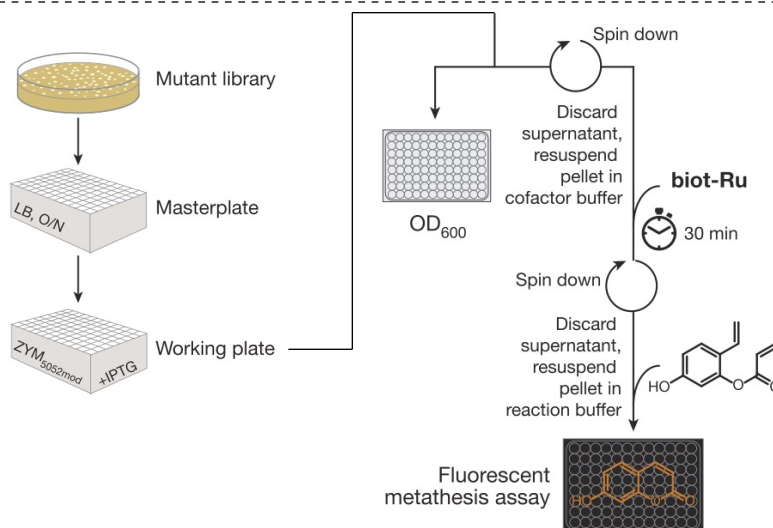 Mutant library
LB, O/N
Masterplate
ZYM5052mod
+IPTG
Working plate
Spin down
OD600
Discard
supernatant,
resuspend
pellet in
cofactor buffer
biot-Ru
30 min
Spin down
Discard
supernatant,
resuspend
pellet in
reaction buffer
HO
O
O
Fluorescent
metathesis assay
HO
O
O